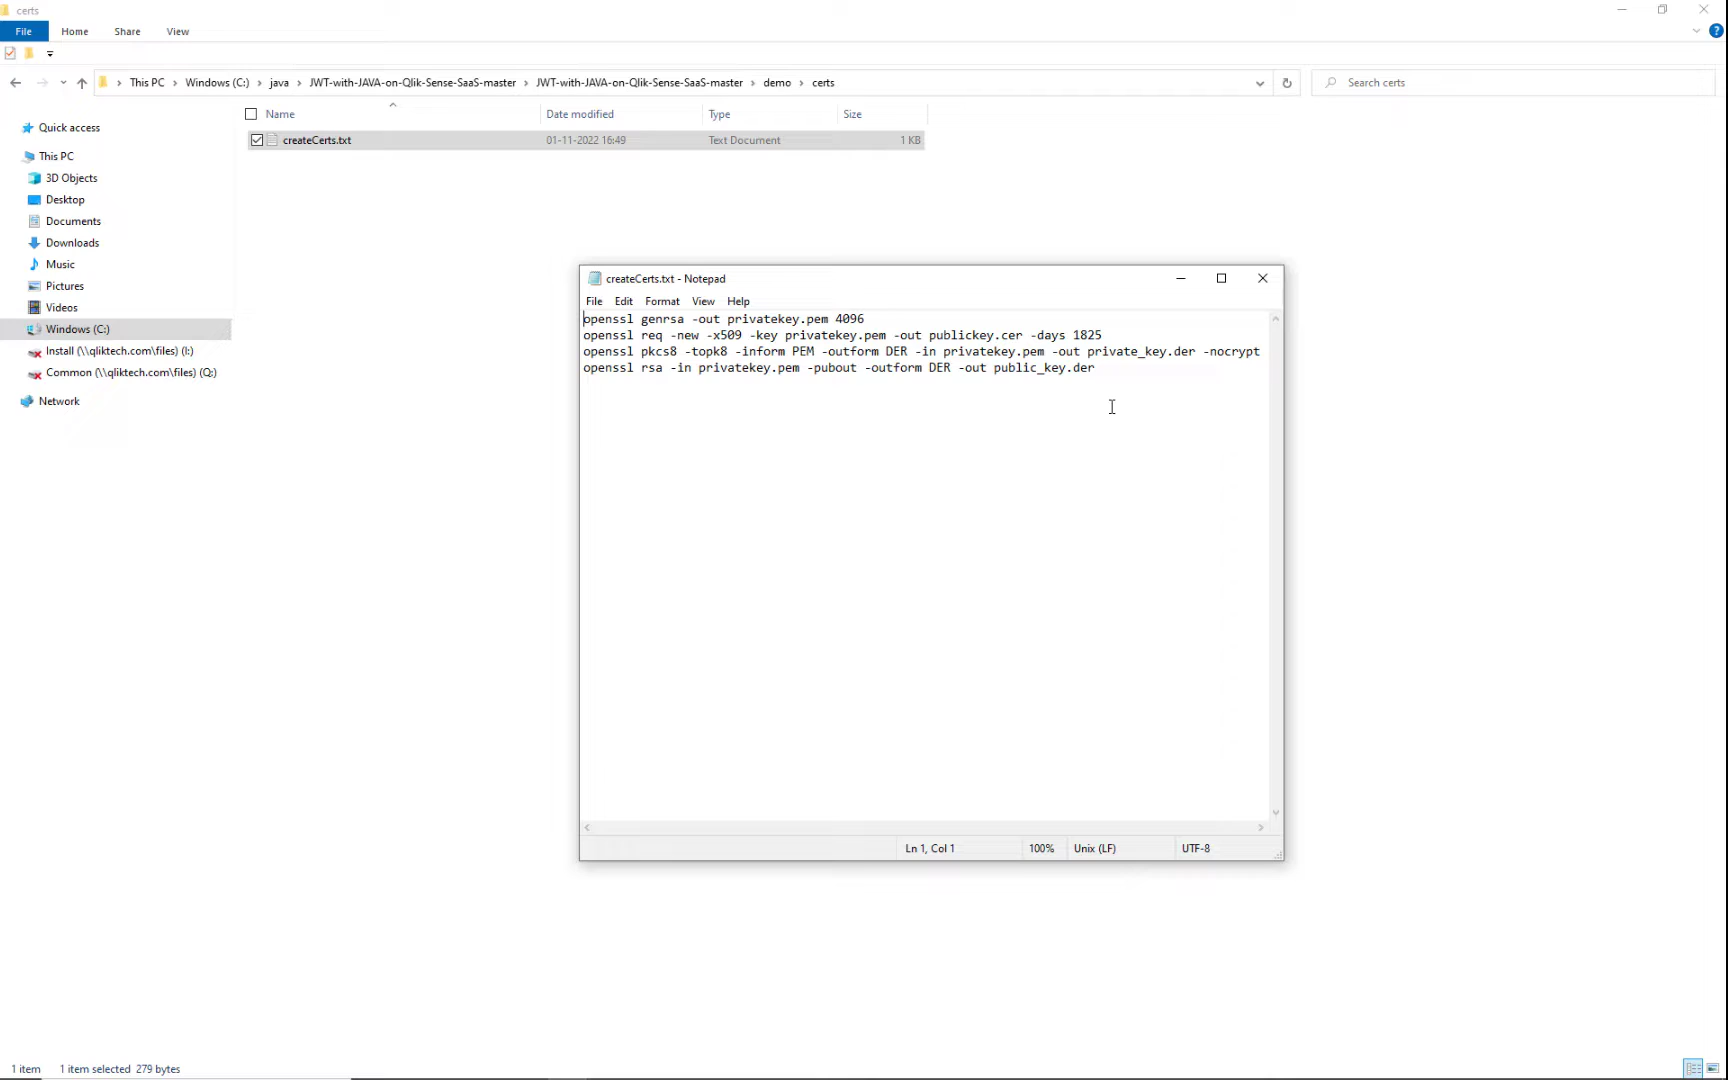 certs
File Home Share View
This PC > Windows (C:) > java > JWT-with-JAVA-on-Qlik-Sense-SaaS-master > JWT-with-JAVA-on-Qlik-Sense-SaaS-master > demo > certs
Search certs
Name Date modified Type Size
createCerts.txt 01-11-2022 16:49 Text Document 1 KB
Quick access
This PC
3D Objects
Desktop
Documents
Downloads
Music
Pictures
Videos
Windows (C:)
Install (\\qliktech.com\files) (I:)
Common (\\qliktech.com\files) (Q:)
Network
createCerts.txt - Notepad
File Edit Format View Help
openssl genrsa -out privatekey.pem 4096
openssl req -new -x509 -key privatekey.pem -out publickey.cer -days 1825
openssl pkcs8 -topk8 -inform PEM -outform DER -in privatekey.pem -out private_key.der -nocrypt
openssl rsa -in privatekey.pem -pubout -outform DER -out public_key.der
Ln 1, Col 1 100% Unix (LF) UTF-8
1 item 1 item selected 279 bytes